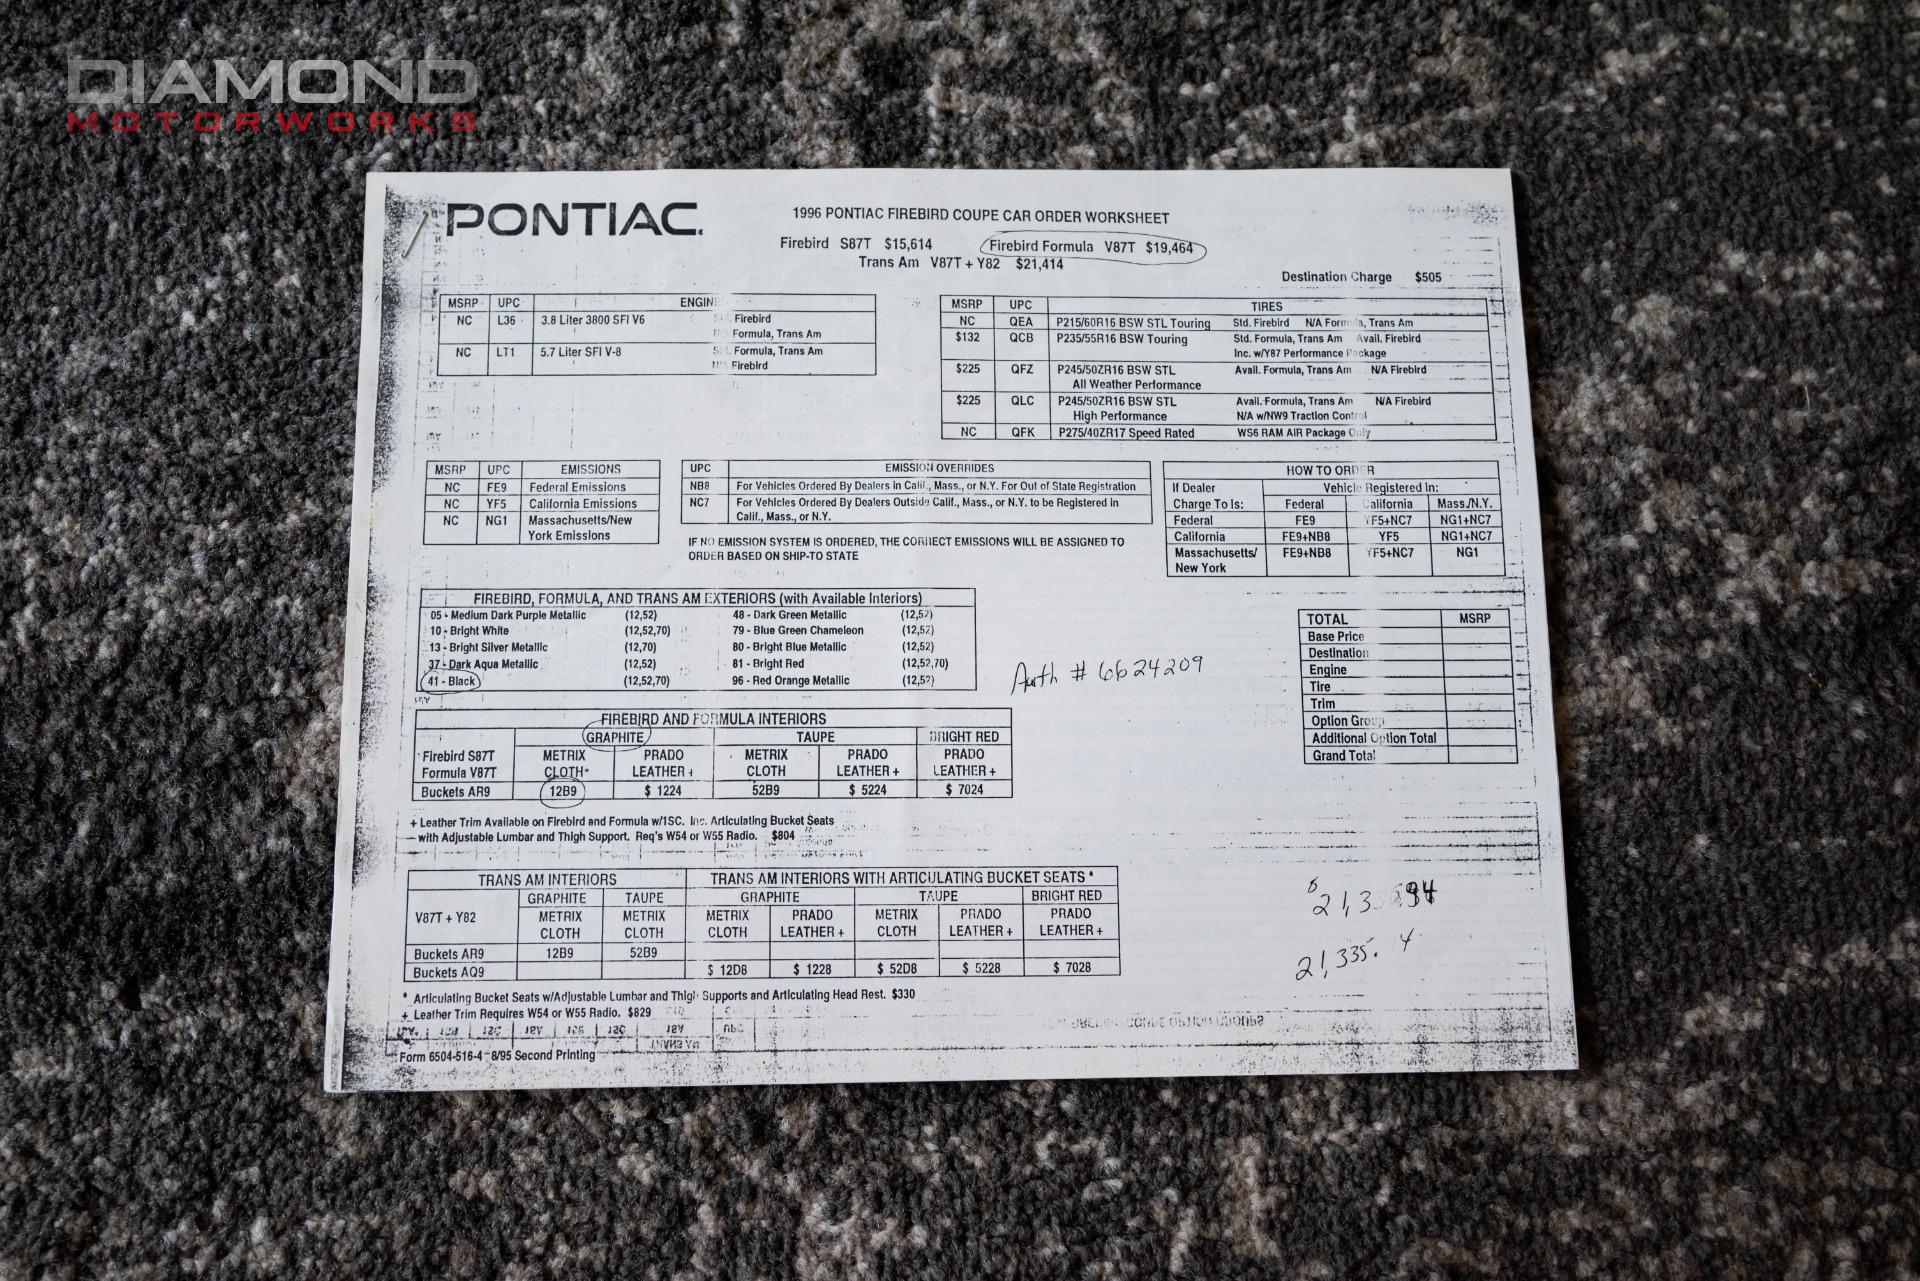 DIAMOND
MOTORWORKS
PONTIAC
1996 PONTIAC FIREBIRD COUPE CAR ORDER WORKSHEET
Firebird S87T $15,614 Firebird Formula V87T $19,464
Trans Am V87T + Y82 $21,414
Destination Charge $505
MSRP UPC ENGINE
NC L36 3.8 Liter 3800 SFI V6 Firebird
Formula, Trans Am
NC LT1 5.7 Liter SFI V-8 Formula, Trans Am
Firebird
MSRP UPC TIRES
NC QEA P215/60R16 BSW STL Touring Std. Firebird N/A Formula, Trans Am
$132 QCB P235/55R16 BSW Touring Std. Formula, Trans Am Avail. Firebird
Inc. w/Y87 Performance Package
$225 QFZ P245/50ZR16 BSW STL Avail. Formula, Trans Am N/A Firebird
All Weather Performance
$225 QLC P245/50ZR16 BSW STL Avail. Formula, Trans Am N/A Firebird
High Performance N/A w/NW9 Traction Control
NC QFK P275/40ZR17 Speed Rated WS6 RAM AIR Package Only
MSRP UPC EMISSIONS
NC FE9 Federal Emissions
NC YF5 California Emissions
NC NG1 Massachusetts/New
York Emissions
UPC EMISSION OVERRIDES
NB8 For Vehicles Ordered By Dealers in Calif., Mass., or N.Y. For Out of State Registration
NC7 For Vehicles Ordered By Dealers Outside Calif., Mass., or N.Y. to be Registered in
Calif., Mass., or N.Y.
IF NO EMISSION SYSTEM IS ORDERED, THE CORRECT EMISSIONS WILL BE ASSIGNED TO
ORDER BASED ON SHIP-TO STATE
HOW TO ORDER
If Dealer Vehicle Registered In:
Charge To Is: Federal California Mass./N.Y.
Federal FE9 YF5+NC7 NG1+NC7
California FE9+NB8 YF5 NG1+NC7
Massachusetts/ FE9+NB8 YF5+NC7 NG1
New York
FIREBIRD, FORMULA, AND TRANS AM EXTERIORS (with Available Interiors)
05 - Medium Dark Purple Metallic (12,52) 48 - Dark Green Metallic (12,52)
10 - Bright White (12,52,70) 79 - Blue Green Chameleon (12,52)
13 - Bright Silver Metallic (12,70) 80 - Bright Blue Metallic (12,52)
37 - Dark Aqua Metallic (12,52) 81 - Bright Red (12,52,70)
41 - Black (12,52,70) 96 - Red Orange Metallic (12,52)
Auth # 6624209
TOTAL MSRP
Base Price
Destination
Engine
Tire
Trim
Option Group
Additional Option Total
Grand Total
FIREBIRD AND FORMULA INTERIORS
GRAPHITE TAUPE BRIGHT RED
Firebird S87T METRIX PRADO METRIX PRADO PRADO
Formula V87T CLOTH* LEATHER + CLOTH LEATHER + LEATHER +
Buckets AR9 12B9 $ 1224 52B9 $ 5224 $ 7024
+ Leather Trim Available on Firebird and Formula w/1SC. Inc. Articulating Bucket Seats
with Adjustable Lumbar and Thigh Support. Req's W54 or W55 Radio. $804
TRANS AM INTERIORS TRANS AM INTERIORS WITH ARTICULATING BUCKET SEATS *
GRAPHITE TAUPE GRAPHITE TAUPE BRIGHT RED
V87T + Y82 METRIX METRIX METRIX PRADO METRIX PRADO PRADO
CLOTH CLOTH CLOTH LEATHER + CLOTH LEATHER + LEATHER +
Buckets AR9 12B9 52B9
Buckets AQ9 $ 12D8 $ 1228 $ 52D8 $ 5228 $ 7028
* Articulating Bucket Seats w/Adjustable Lumbar and Thigh Supports and Articulating Head Rest. $330
+ Leather Trim Requires W54 or W55 Radio. $829
Form 6504-516-4 8/95 Second Printing